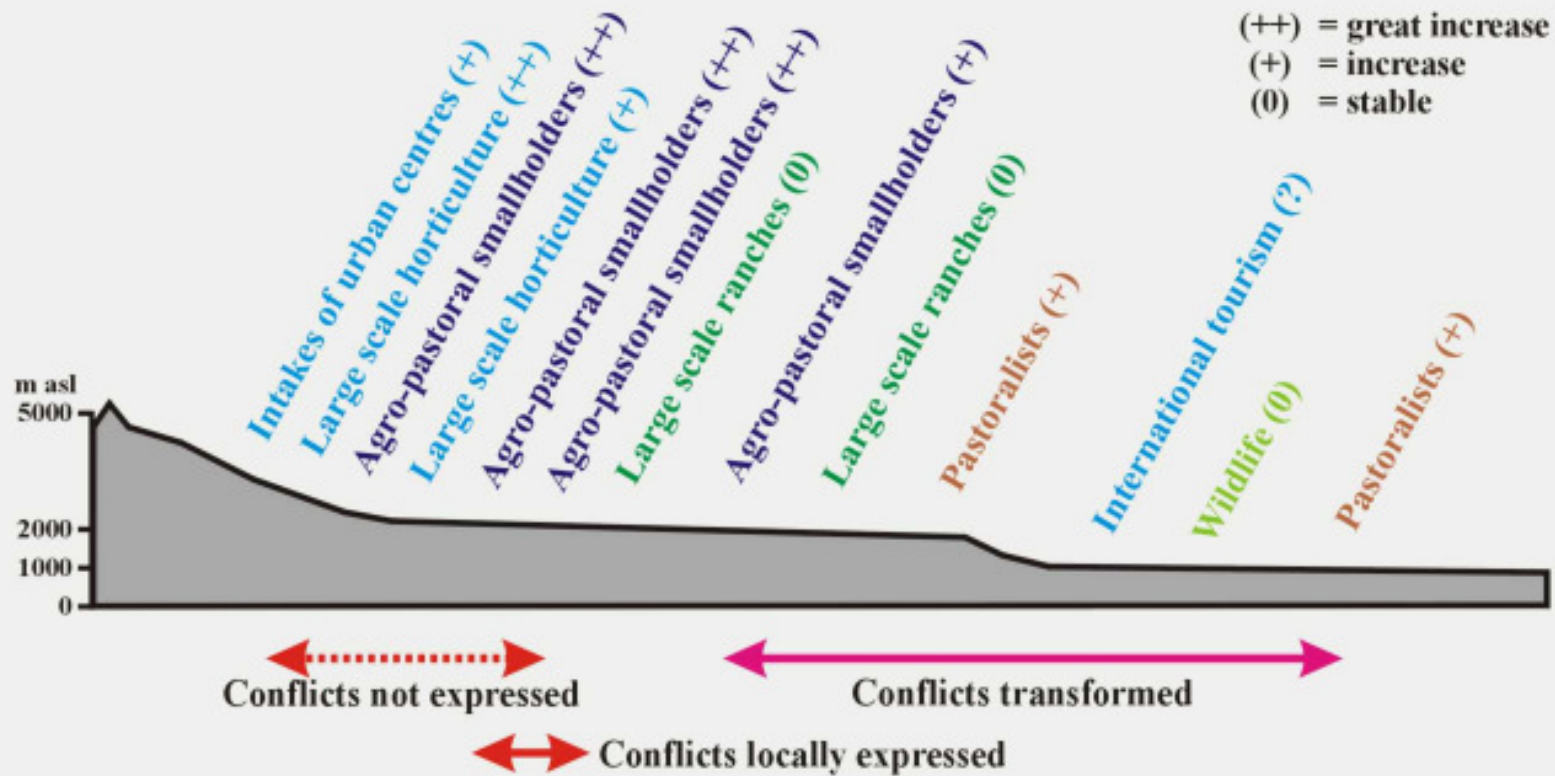 (++) = great increase
(+) = increase
(0) = stable
Intakes of urban centres (+)
Large scale horticulture (++)
Agro-pastoral smallholders (++)
Large scale horticulture (+)
Agro-pastoral smallholders (++)
Agro-pastoral smallholders (++)
Large scale ranches (0)
Agro-pastoral smallholders (+)
Large scale ranches (0)
Pastoralists (+)
International tourism (?)
Wildlife (0)
Pastoralists (+)
m asl
5000
2000
1000
0
Conflicts not expressed
Conflicts transformed
Conflicts locally expressed